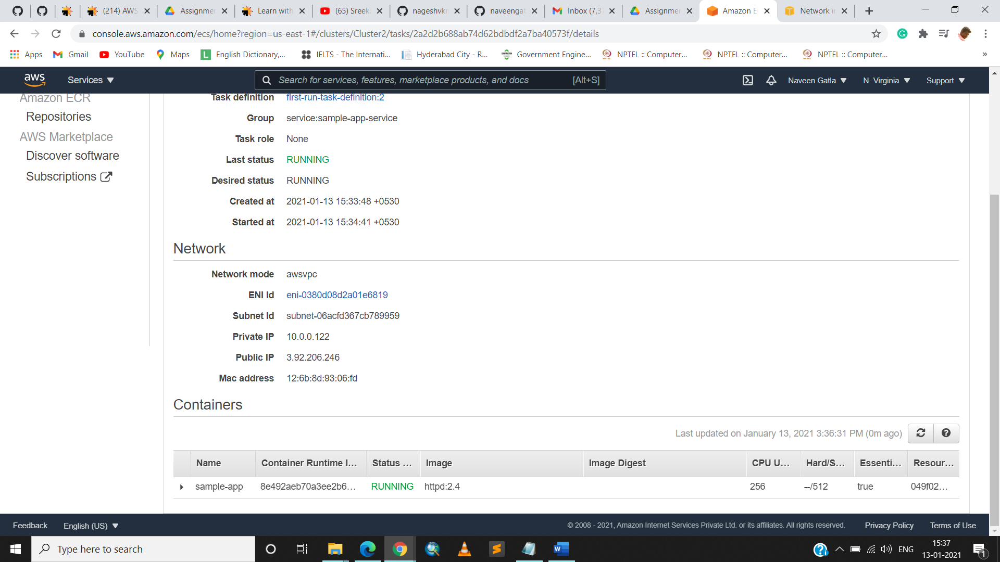 (214) AWS
Assignmen
Learn with
(65) Sreek
nageshvkn
naveengat
Inbox (7,37
Assignmen
Amazon E
Network in
console.aws.amazon.com/ecs/home?region=us-east-1#/clusters/Cluster2/tasks/2a2d2b688ab74d62bdbdf2a7ba40573f/details
Apps Gmail YouTube Maps English Dictionary,... IELTS - The Internati... Hyderabad City - R... Government Engine... NPTEL :: Computer... NPTEL :: Computer... NPTEL :: Computer... »
aws Services Search for services, features, marketplace products, and docs [Alt+S] Naveen Gatla N. Virginia Support
Amazon ECR
Repositories
AWS Marketplace
Discover software
Subscriptions
Task definition first-run-task-definition:2
Group service:sample-app-service
Task role None
Last status RUNNING
Desired status RUNNING
Created at 2021-01-13 15:33:48 +0530
Started at 2021-01-13 15:34:41 +0530
Network
Network mode awsvpc
ENI Id eni-0380d08d2a01e6819
Subnet Id subnet-06acfd367cb789959
Private IP 10.0.0.122
Public IP 3.92.206.246
Mac address 12:6b:8d:93:06:fd
Containers
Last updated on January 13, 2021 3:36:31 PM (0m ago)
Name Container Runtime I... Status ... Image Image Digest CPU U... Hard/S... Essenti... Resour...
sample-app 8e492aeb70a3ee2b6... RUNNING httpd:2.4 256 --/512 true 049f02...
Feedback English (US) © 2008 - 2021, Amazon Internet Services Private Ltd. or its affiliates. All rights reserved. Privacy Policy Terms of Use
Type here to search ENG 15:37
13-01-2021 1